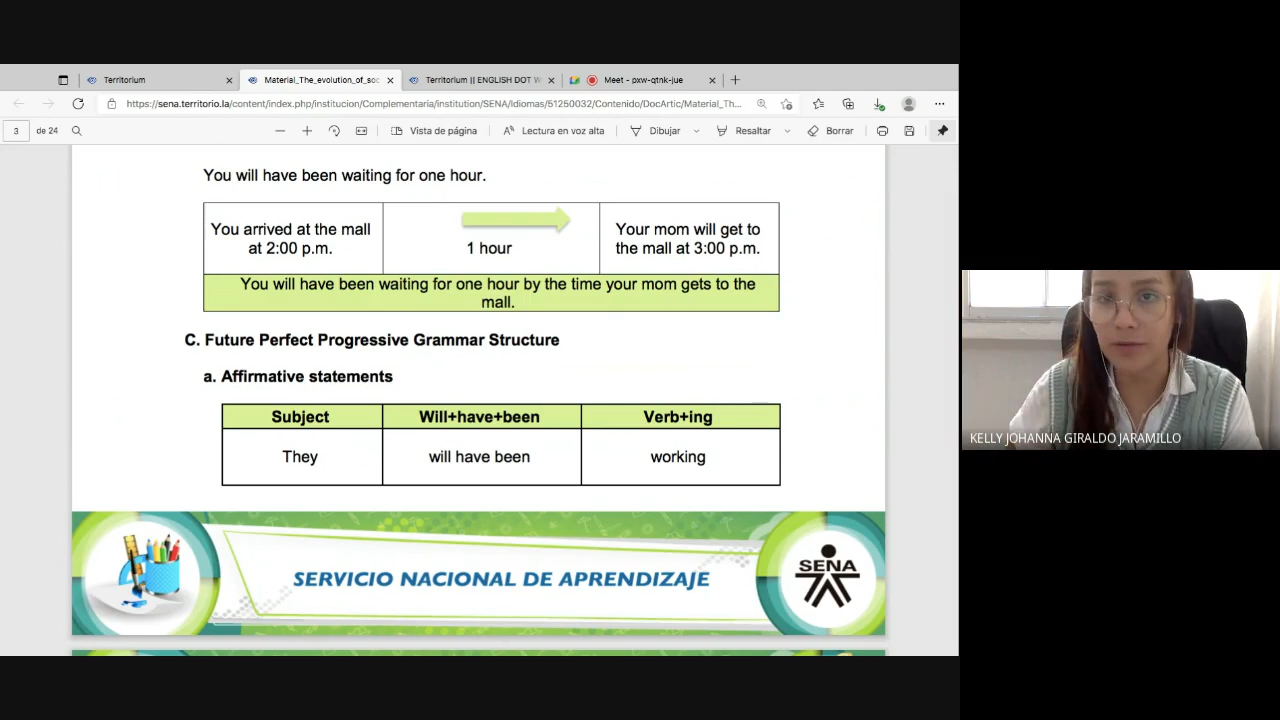 Territorium
Material_The_evolution_of_soc
Territorium || ENGLISH DOT W
Meet - pxw-qtnk-jue
https://sena.territorio.la/content/index.php/institucion/Complementaria/institution/SENA/Idiomas/51250032/Contenido/DocArtic/Material_Th...
3 de 24
Vista de página
Lectura en voz alta
Dibujar
Resaltar
Borrar
You will have been waiting for one hour.
You arrived at the mall
at 2:00 p.m.
1 hour
Your mom will get to
the mall at 3:00 p.m.
You will have been waiting for one hour by the time your mom gets to the
mall.
C. Future Perfect Progressive Grammar Structure
a. Affirmative statements
Subject
Will+have+been
Verb+ing
They
will have been
working
SERVICIO NACIONAL DE APRENDIZAJE
SENA
KELLY JOHANNA GIRALDO JARAMILLO